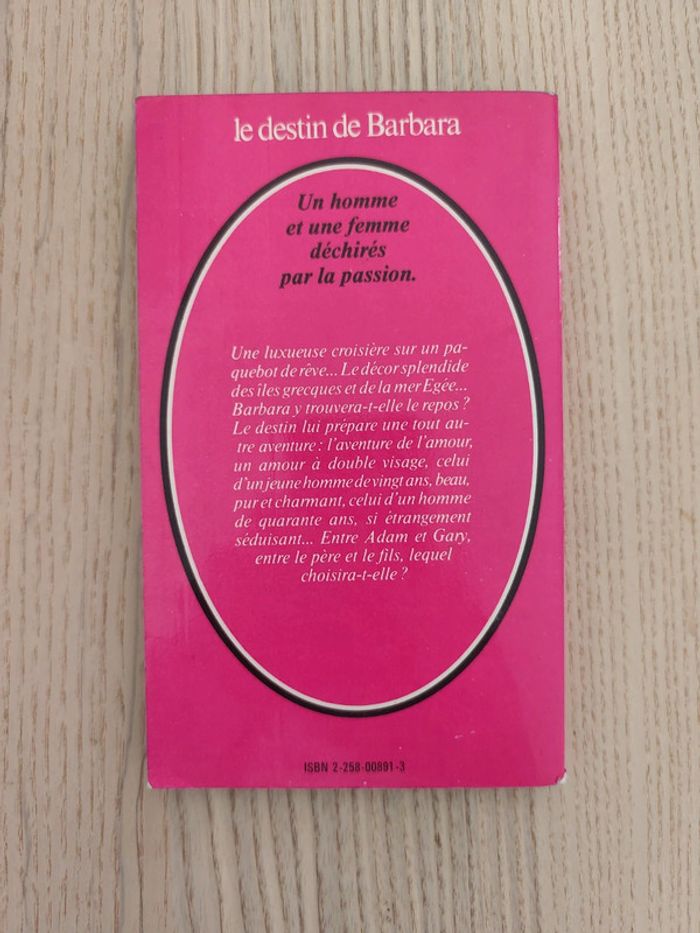 le destin de Barbara
Un homme
et une femme
déchirés
par la passion.
Une luxueuse croisière sur un pa-
quebot de rêve... Le décor splendide
des îles grecques et de la mer Egée...
Barbara y trouvera-t-elle le repos ?
Le destin lui prépare une tout au-
tre aventure : l'aventure de l'amour,
un amour à double visage, celui
d'un jeune homme de vingt ans, beau,
pur et charmant, celui d'un homme
de quarante ans, si étrangement
séduisant... Entre Adam et Gary,
entre le père et le fils, lequel
choisira-t-elle ?
ISBN 2-258-00891-3